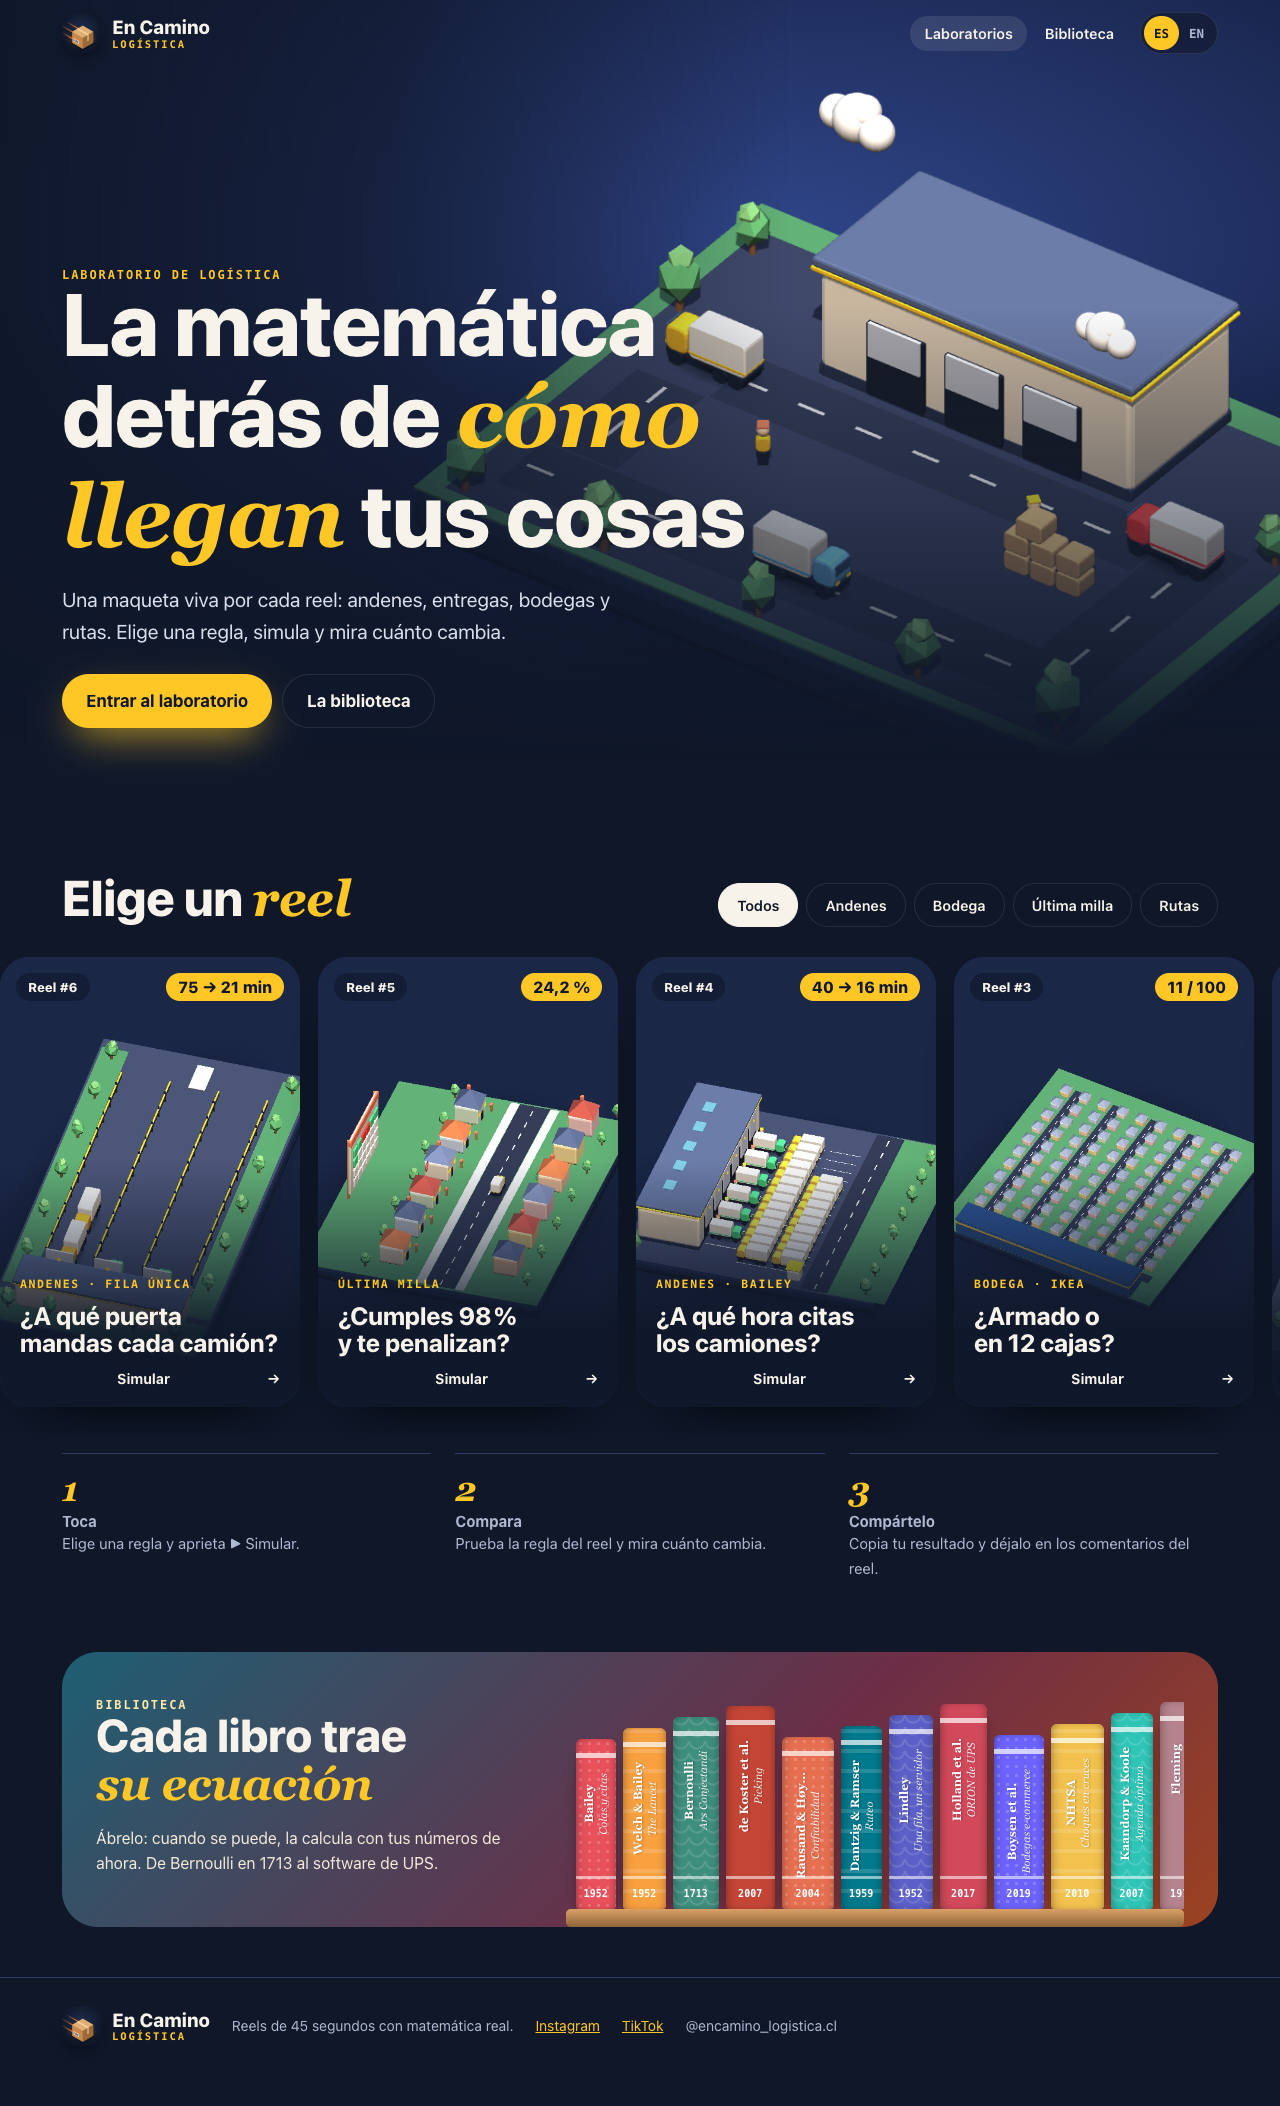 En Camino
LOGÍSTICA
Laboratorios
Biblioteca
ES
EN
LABORATORIO DE LOGÍSTICA
La matemática
detrás de cómo
llegan tus cosas
Una maqueta viva por cada reel: andenes, entregas, bodegas y
rutas. Elige una regla, simula y mira cuánto cambia.
Entrar al laboratorio
La biblioteca
Elige un reel
Todos
Andenes
Bodega
Última milla
Rutas
Reel #6
75 → 21 min
ANDENES · FILA ÚNICA
¿A qué puerta
mandas cada camión?
Simular →
Reel #5
24,2 %
ÚLTIMA MILLA
¿Cumples 98%
y te penalizan?
Simular →
Reel #4
40 → 16 min
ANDENES · BAILEY
¿A qué hora citas
los camiones?
Simular →
Reel #3
11 / 100
BODEGA · IKEA
¿Armado o
en 12 cajas?
Simular →
1
Toca
Elige una regla y aprieta ▶ Simular.
2
Compara
Prueba la regla del reel y mira cuánto cambia.
3
Compártelo
Copia tu resultado y déjalo en los comentarios del
reel.
BIBLIOTECA
Cada libro trae
su ecuación
Ábrelo: cuando se puede, la calcula con tus números de
ahora. De Bernoulli en 1713 al software de UPS.
Bailey
Colas y citas
1952
Welch & Bailey
The Lancet
1952
Bernoulli
Ars Conjectandi
1713
de Koster et al.
Picking
2007
Rausand & Høy...
Confiabilidad
2004
Dantzig & Ramser
Ruteo
1959
Lindley
Una fila, un servidor
1952
Holland et al.
ORION de UPS
2017
Boysen et al.
Bodegas e-commerce
2019
NHTSA
Choques en cruces
2010
Kaandorp & Koole
Agenda óptima
2007
Fleming
En Camino
LOGÍSTICA
Reels de 45 segundos con matemática real.
Instagram
TikTok
@encamino_logistica.cl